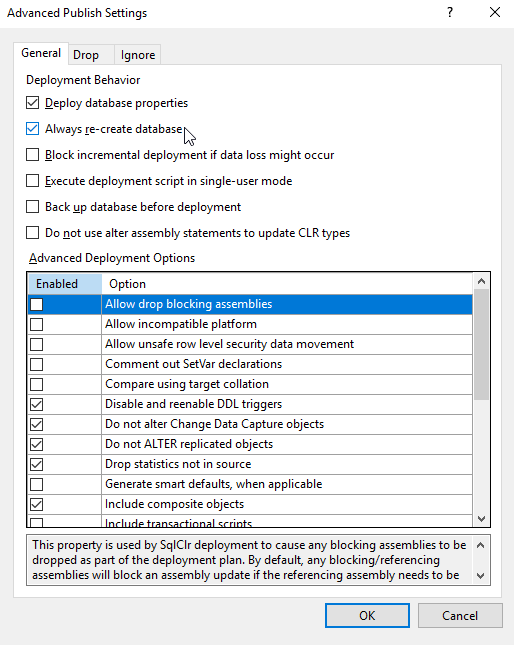 Advanced Publish Settings
?
General
Drop
Ignore
Deployment Behavior
Deploy database properties
Always re-create database
Block incremental deployment if data loss might occur
Execute deployment script in single-user mode
Back up database before deployment
Do not use alter assembly statements to update CLR types
Advanced Deployment Options
Enabled Option
Allow drop blocking assemblies
Allow incompatible platform
Allow unsafe row level security data movement
Comment out SetVar declarations
Compare using target collation
Disable and reenable DDL triggers
Do not alter Change Data Capture objects
Do not ALTER replicated objects
Drop statistics not in source
Generate smart defaults, when applicable
Include composite objects
Include transactional scripts
This property is used by SqlClr deployment to cause any blocking assemblies to be
dropped as part of the deployment plan. By default, any blocking/referencing
assemblies will block an assembly update if the referencing assembly needs to be
OK
Cancel